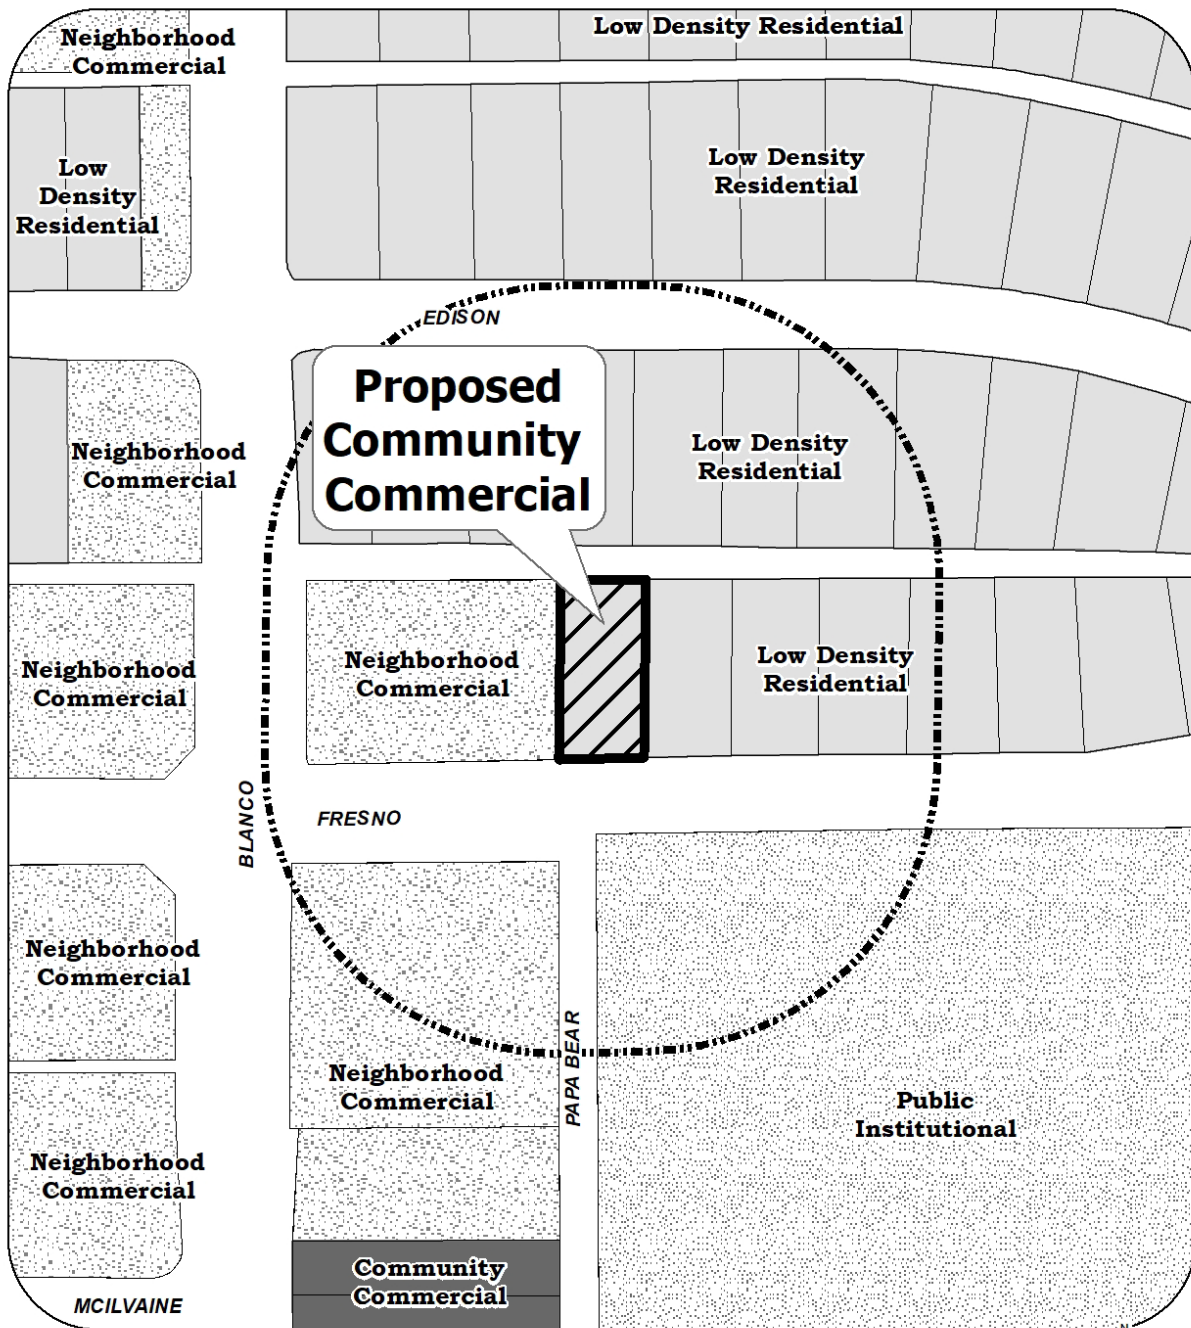 Neighborhood
Commercial
Low Density Residential
Low
Density
Residential
Low Density
Residential
EDISON
Proposed
Community
Commercial
Neighborhood
Commercial
Low Density
Residential
Neighborhood
Commercial
Neighborhood
Commercial
Low Density
Residential
BLANCO
FRESNO
Neighborhood
Commercial
PAPA BEAR
Neighborhood
Commercial
Public
Institutional
Neighborhood
Commercial
Community
Commercial
MCILVAINE